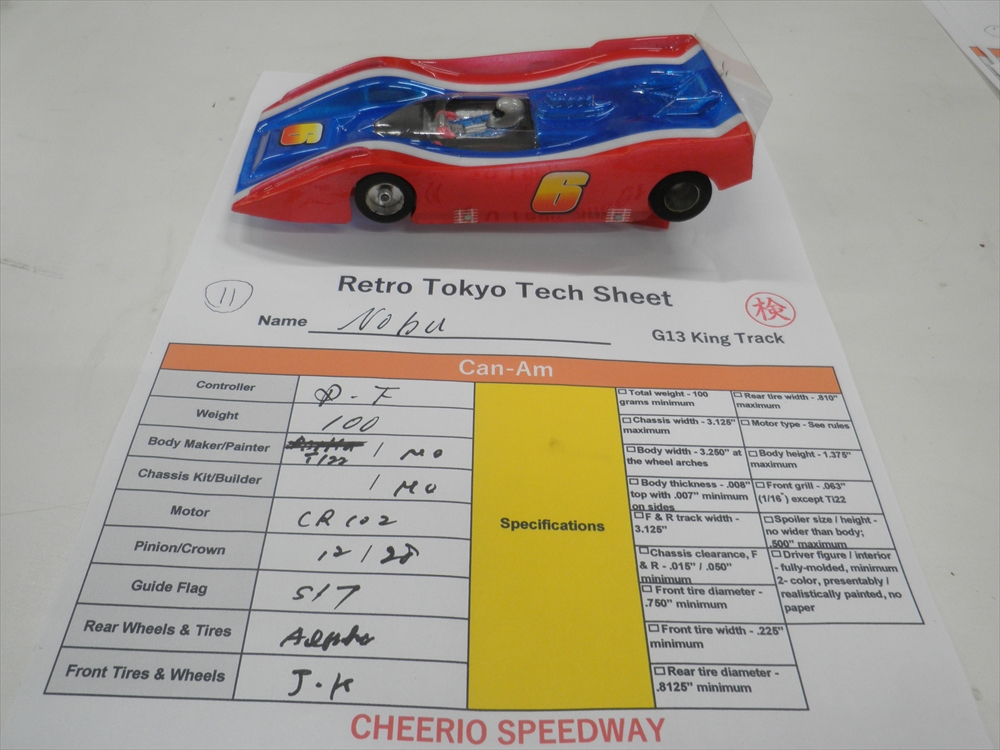 6
6
Retro Tokyo Tech Sheet
11
Name Nobu
検
G13 King Track
Can-Am
Controller
Weight 100
Body Maker/Painter Ti22 / MO
Chassis Kit/Builder / MO
Motor CR 102
Pinion/Crown 12 / 28
Guide Flag S17
Rear Wheels & Tires Alpha
Front Tires & Wheels J.K
Specifications
□ Total weight - 100
grams minimum
□ Chassis width - 3.125"
maximum
□ Body width - 3.250" at
the wheel arches
□ Body thickness - .008"
top with .007" minimum
on sides
□ F & R track width -
3.125"
□ Chassis clearance, F
& R - .015" / .050"
minimum
□ Front tire diameter -
.750" minimum
□ Front tire width - .225"
minimum
□ Rear tire diameter -
.8125" minimum
□ Rear tire width - .810"
maximum
□ Motor type - See rules
□ Body height - 1.375"
maximum
□ Front grill - .063"
(1/16") except Ti22
□ Spoiler size / height -
no wider than body;
.500" maximum
□ Driver figure / interior
- fully-molded, minimum
2- color, presentably /
realistically painted, no
paper
CHEERIO SPEEDWAY